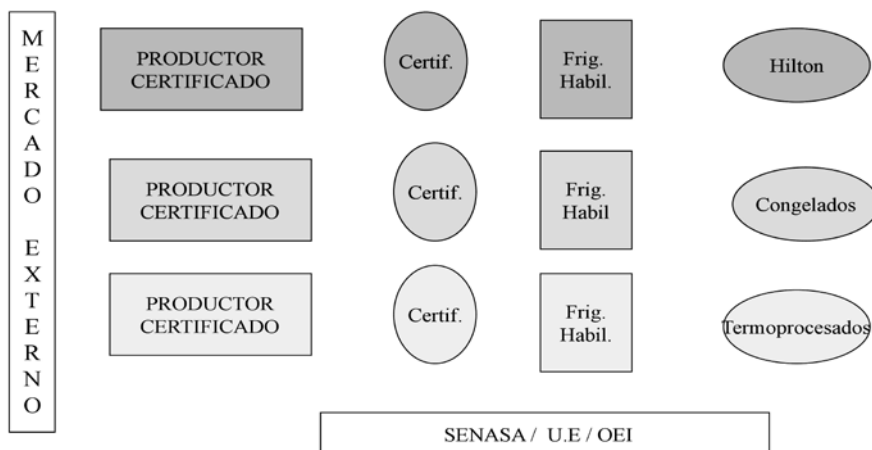 MERCADO EXTERNO
PRODUCTOR
CERTIFICADO
Certif.
Frig.
Habil.
Hilton
PRODUCTOR
CERTIFICADO
Certif.
Frig.
Habil
Congelados
PRODUCTOR
CERTIFICADO
Certif.
Frig.
Habil.
Termoprocesados
SENASA / U.E / OEI